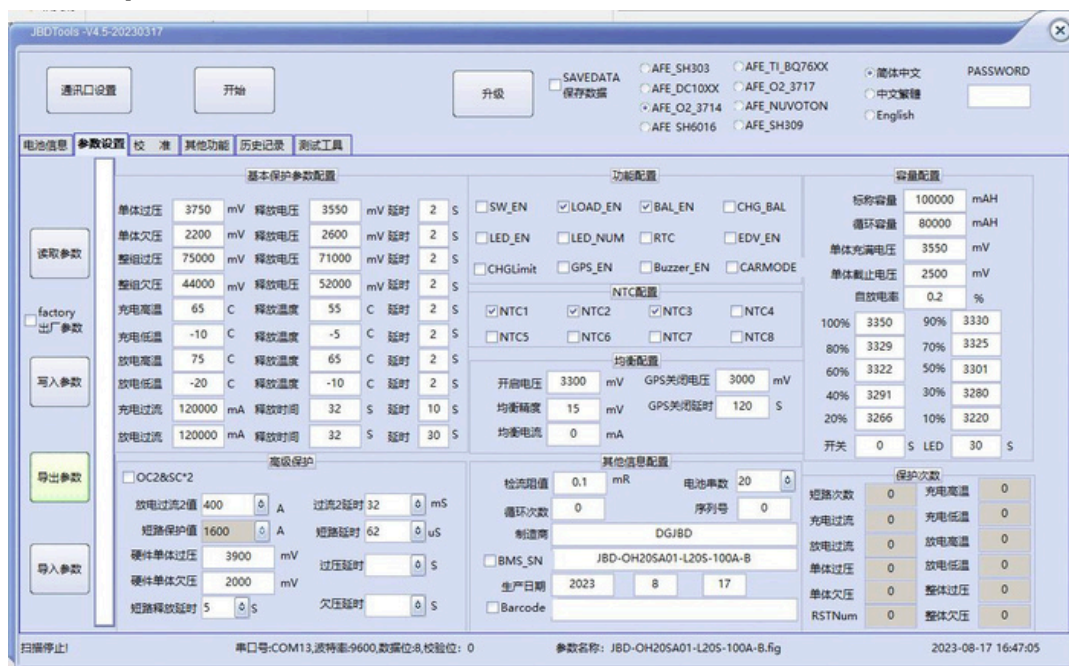 JBDTools -V4.5-20230317
通讯口设置
开始
升级
SAVEDATA
保存数据
AFE_SH303 AFE_TI_BQ76XX
AFE_DC10XX AFE_O2_3717
AFE_O2_3714 AFE_NUVOTON
AFE SH6016 AFE_SH309
简体中文
中文繁體
English
PASSWORD
电池信息 参数设置 校 准 其他功能 历史记录 测试工具
读取参数
factory
出厂参数
写入参数
导出参数
导入参数
基本保护参数配置
单体过压 3750 mV 释放电压 3550 mV 延时 2 S
单体欠压 2200 mV 释放电压 2600 mV 延时 2 S
整组过压 75000 mV 释放电压 71000 mV 延时 2 S
整组欠压 44000 mV 释放电压 52000 mV 延时 2 S
充电高温 65 C 释放温度 55 C 延时 2 S
充电低温 -10 C 释放温度 -5 C 延时 2 S
放电高温 75 C 释放温度 65 C 延时 2 S
放电低温 -20 C 释放温度 -10 C 延时 2 S
充电过流 120000 mA 释放时间 32 S 延时 10 S
放电过流 120000 mA 释放时间 32 S 延时 30 S
高级保护
OC2&SC*2
放电过流2值 400 A 过流2延时 32 mS
短路保护值 1600 A 短路延时 62 uS
硬件单体过压 3900 mV 过压延时 S
硬件单体欠压 2000 mV
短路释放延时 5 S 欠压延时 S
功能配置
SW_EN LOAD_EN BAL_EN CHG_BAL
LED_EN LED_NUM RTC EDV_EN
CHGLimit GPS_EN Buzzer_EN CARMODE
NTC配置
NTC1 NTC2 NTC3 NTC4
NTC5 NTC6 NTC7 NTC8
均衡配置
开启电压 3300 mV GPS关闭电压 3000 mV
均衡精度 15 mV GPS关闭延时 120 S
均衡电流 0 mA
其他信息配置
检流阻值 0.1 mR 电池串数 20
循环次数 0 序列号 0
制造商 DGJBD
BMS_SN JBD-OH20SA01-L20S-100A-B
生产日期 2023 8 17
Barcode
容量配置
标称容量 100000 mAH
循环容量 80000 mAH
单体充满电压 3550 mV
单体截止电压 2500 mV
自放电率 0.2 %
100% 3350 90% 3330
80% 3329 70% 3325
60% 3322 50% 3301
40% 3291 30% 3280
20% 3266 10% 3220
开关 0 S LED 30 S
保护次数
短路次数 0 充电高温 0
充电过流 0 充电低温 0
放电过流 0 放电高温 0
单体过压 0 放电低温 0
单体欠压 0 整体过压 0
RSTNum 0 整体欠压 0
扫描停止! 串口号:COM13,波特率:9600,数据位:8,校验位: 0 参数名称: JBD-OH20SA01-L20S-100A-B.fig 2023-08-17 16:47:05